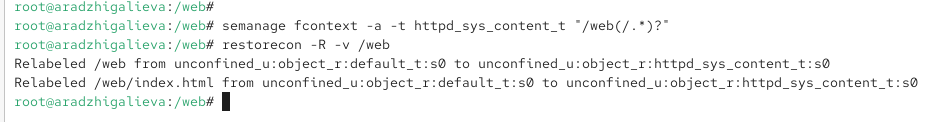 root@aradzhigalieva:/web#
root@aradzhigalieva:/web# semanage fcontext -a -t httpd_sys_content_t "/web(/.*)?"
root@aradzhigalieva:/web# restorecon -R -v /web
Relabeled /web from unconfined_u:object_r:default_t:s0 to unconfined_u:object_r:httpd_sys_content_t:s0
Relabeled /web/index.html from unconfined_u:object_r:default_t:s0 to unconfined_u:object_r:httpd_sys_content_t:s0
root@aradzhigalieva:/web#